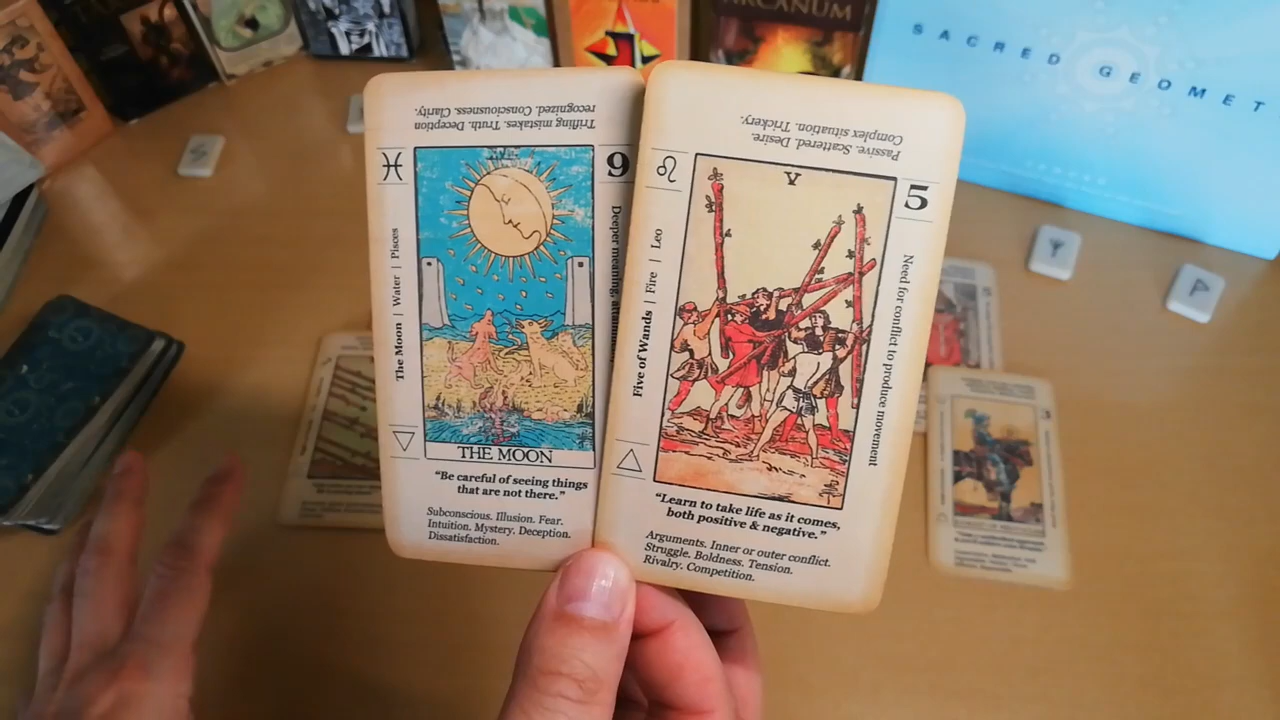 ARCANUM
SACRED GEOMET
Trifling mistakes. Truth. Deception
recognized. Consciousness. Clarity.
9
The Moon | Water | Pisces
Deeper meaning,
THE MOON
“Be careful of seeing things
that are not there.”
Subconscious. Illusion. Fear.
Intuition. Mystery. Deception.
Dissatisfaction.
Complex situation. Trickery.
Passive. Scattered. Desire.
V
5
Five of Wands | Fire | Leo
Need for conflict to produce movement
“Learn to take life as it comes,
both positive & negative.”
Arguments. Inner or outer conflict.
Struggle. Boldness. Tension.
Rivalry. Competition.
3